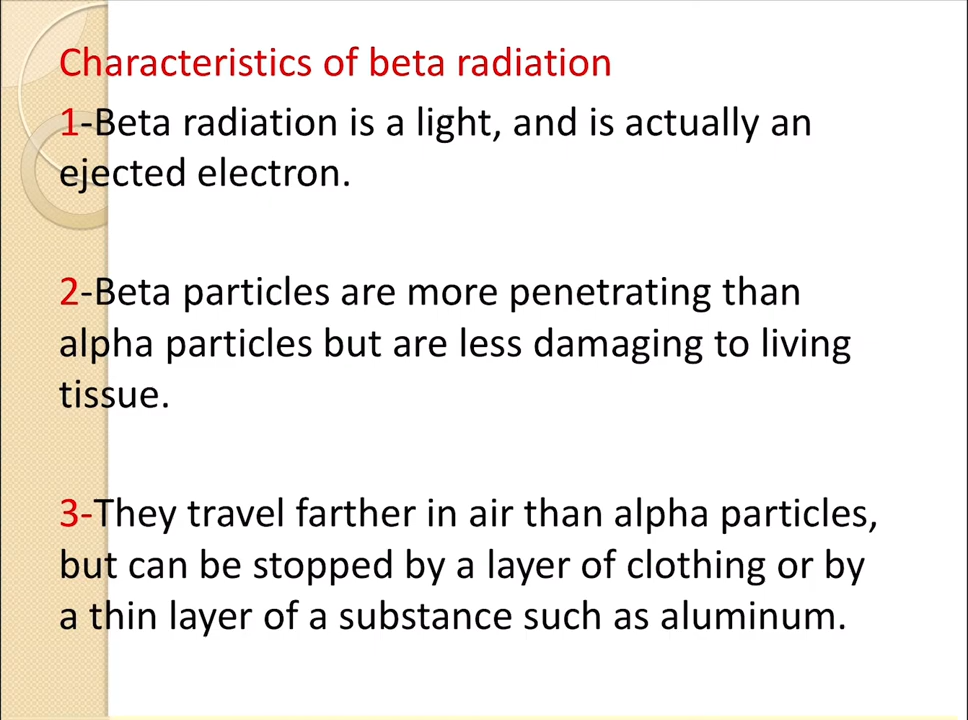 Characteristics of beta radiation
1-Beta radiation is a light, and is actually an
ejected electron.
2-Beta particles are more penetrating than
alpha particles but are less damaging to living
tissue.
3-They travel farther in air than alpha particles,
but can be stopped by a layer of clothing or by
a thin layer of a substance such as aluminum.